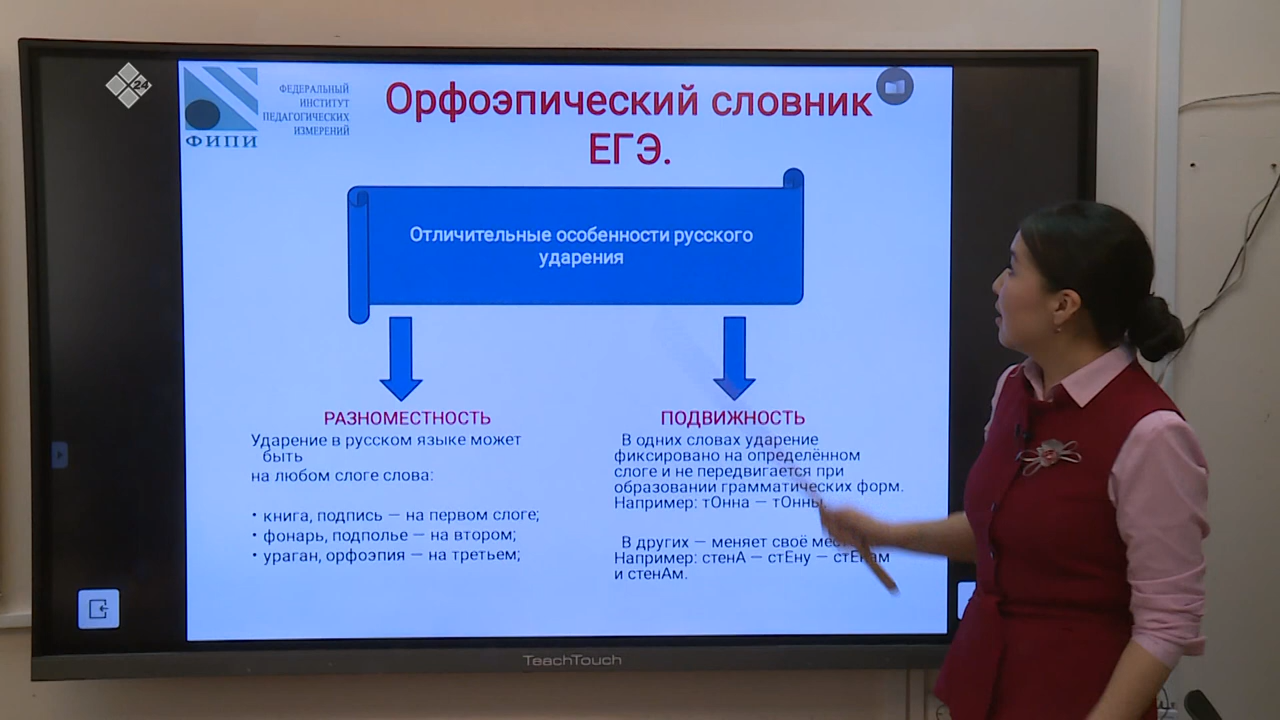 24
ФЕДЕРАЛЬНЫЙ
ИНСТИТУТ
ПЕДАГОГИЧЕСКИХ
ИЗМЕРЕНИЙ
ФИПИ
Орфоэпический словник
ЕГЭ.
Отличительные особенности русского
ударения
РАЗНОМЕСТНОСТЬ
Ударение в русском языке может
быть
на любом слоге слова:
• книга, подпись — на первом слоге;
• фонарь, подполье — на втором;
• ураган, орфоэпия — на третьем;
ПОДВИЖНОСТЬ
В одних словах ударение
фиксировано на определённом
слоге и не передвигается при
образовании грамматических форм.
Например: тОнна — тОнны
В других — меняет своё
Например: стенА — стЕну — стЕнам
и стенАм.
TeachTouch